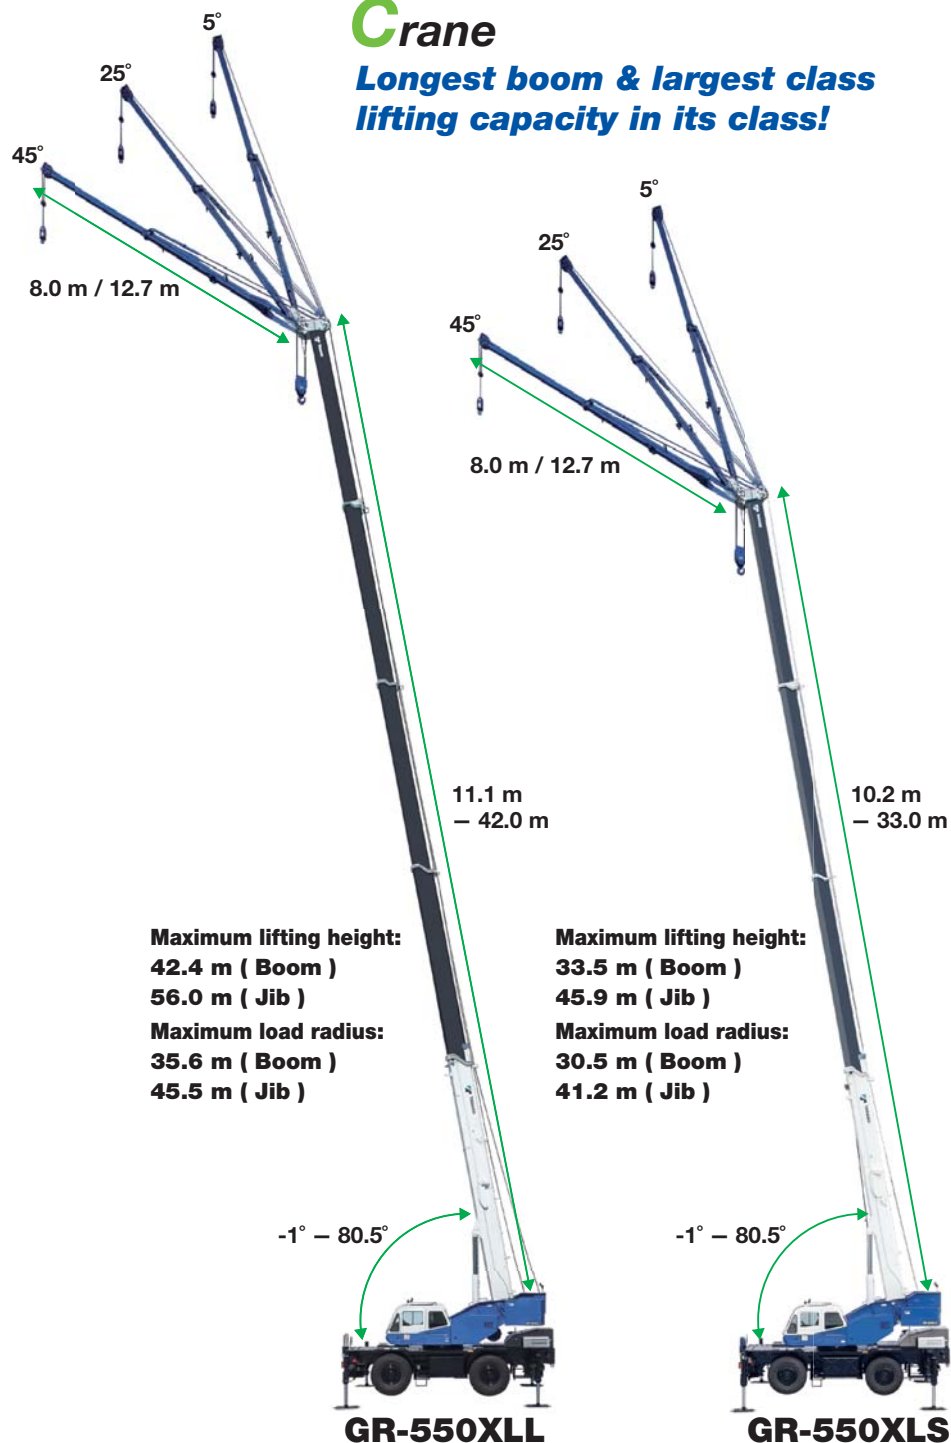 Crane
Longest boom & largest class
lifting capacity in its class!
5°
25°
45°
8.0 m / 12.7 m
11.1 m
– 42.0 m
Maximum lifting height:
42.4 m ( Boom )
56.0 m ( Jib )
Maximum load radius:
35.6 m ( Boom )
45.5 m ( Jib )
-1° – 80.5°
GR-550XLL
5°
25°
45°
8.0 m / 12.7 m
10.2 m
– 33.0 m
Maximum lifting height:
33.5 m ( Boom )
45.9 m ( Jib )
Maximum load radius:
30.5 m ( Boom )
41.2 m ( Jib )
-1° – 80.5°
GR-550XLS